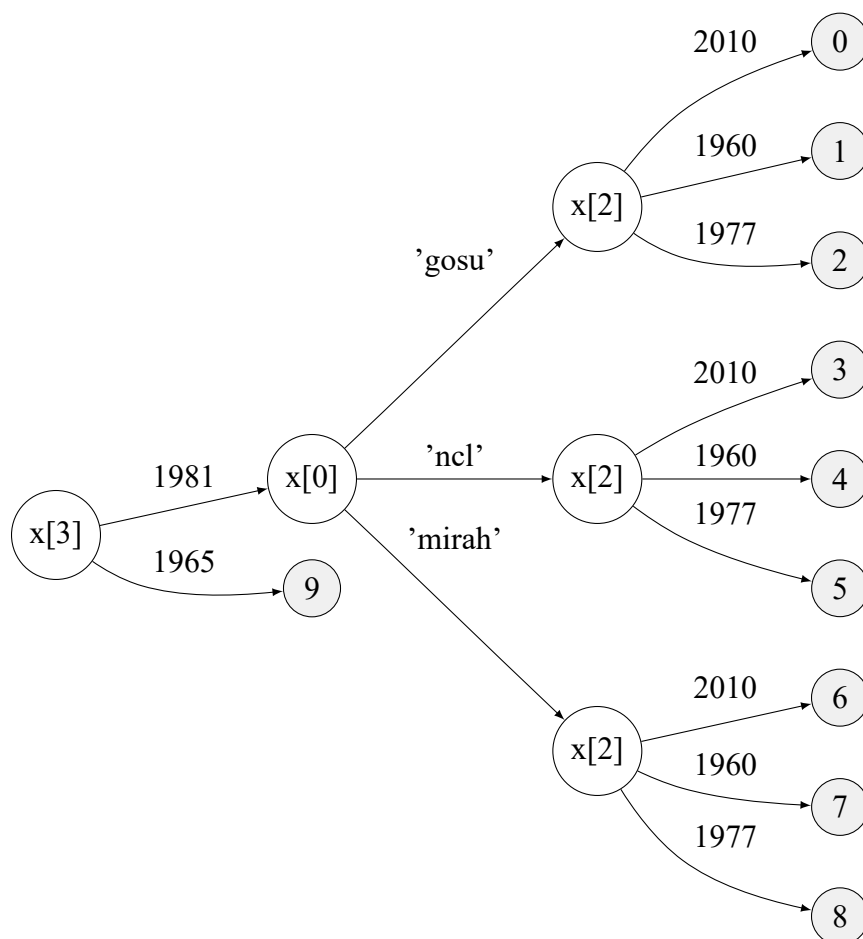 2010
0
1960
1
x[2]
1977
2
’gosu’
2010
3
1981
x[0]
’ncl’
x[2]
1960
4
1977
x[3]
’mirah’
1965
9
5
2010
6
x[2]
1960
7
1977
8